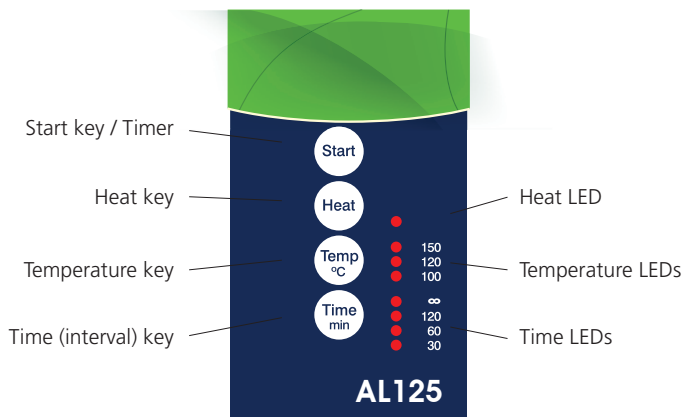 Start key / Timer
Start
Heat key
Heat
Heat LED
Temperature key
Temp
ºC
150
120
100
Temperature LEDs
Time (interval) key
Time
min
∞
120
60
30
Time LEDs
AL125